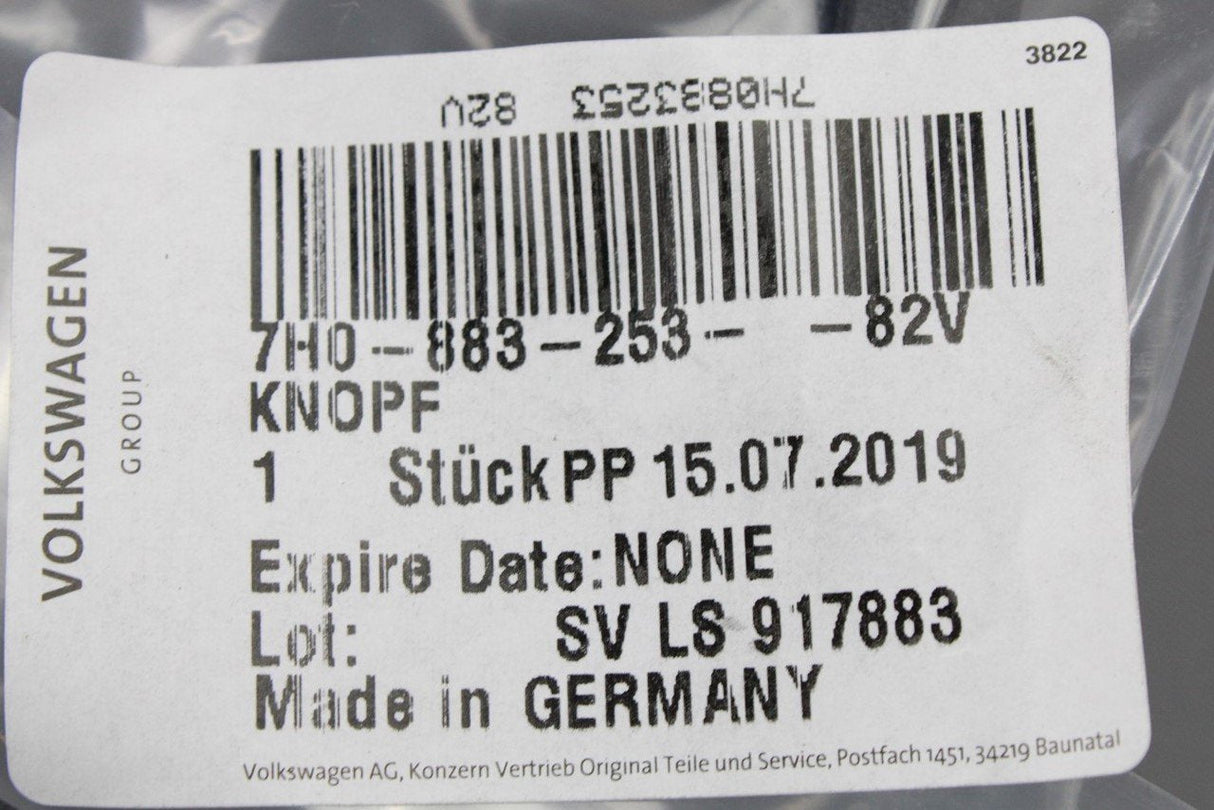 3822
7H0883253 82V
VOLKSWAGEN
GROUP
7H0-883-253- -82V
KNOPF
1 Stück PP 15.07.2019
Expire Date: NONE
Lot: SV LS 917883
Made in GERMANY
Volkswagen AG, Konzern Vertrieb Original Teile und Service, Postfach 1451, 34219 Baunatal